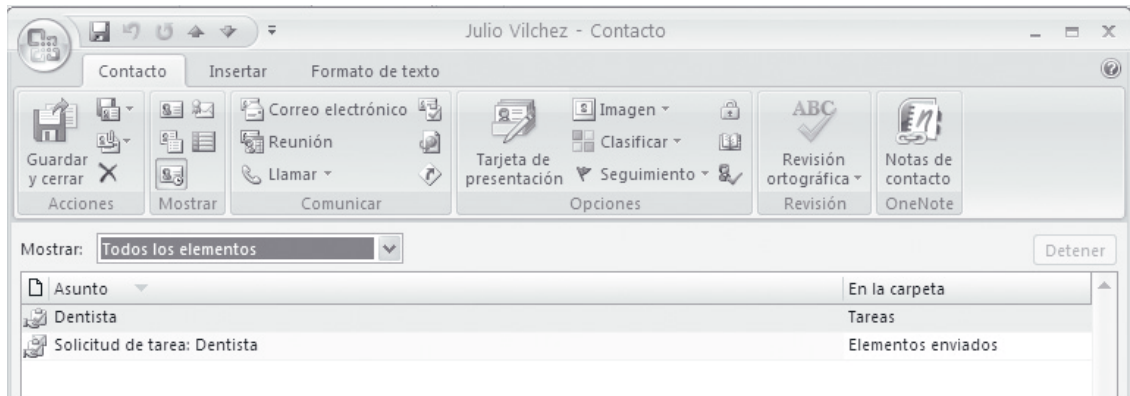 Julio Vilchez - Contacto
Contacto Insertar Formato de texto
Guardar y cerrar
Acciones
Mostrar
Correo electrónico
Reunión
Llamar
Comunicar
Tarjeta de presentación
Imagen
Clasificar
Seguimiento
Opciones
ABC
Revisión ortográfica
Revisión
Notas de contacto
OneNote
Mostrar: Todos los elementos Detener
Asunto En la carpeta
Dentista Tareas
Solicitud de tarea: Dentista Elementos enviados